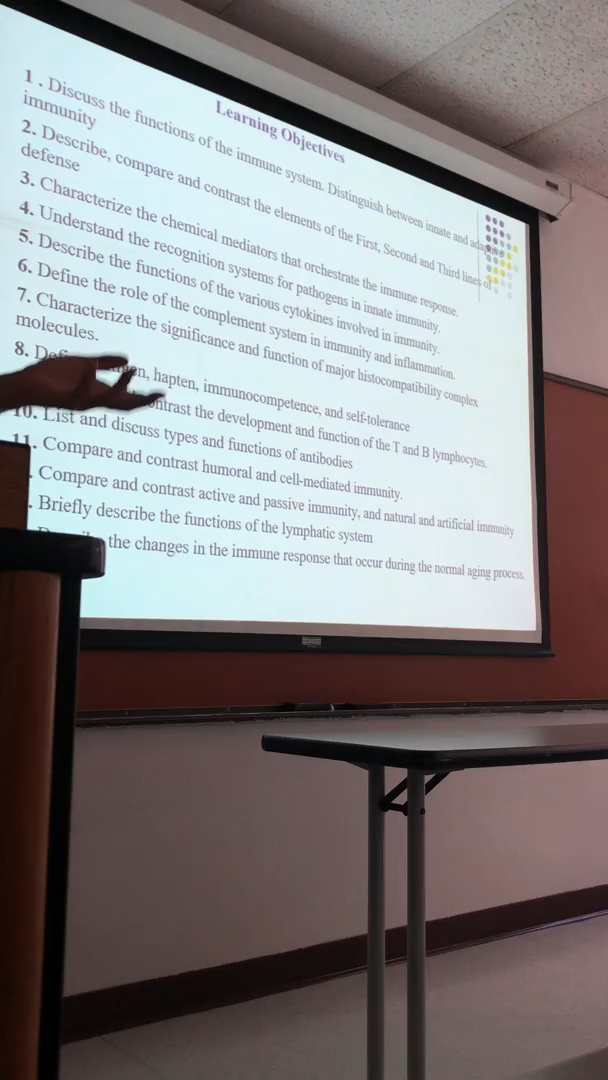 Learning Objectives
1 . Discuss the functions of the immune system. Distinguish between innate and adaptive
immunity
2. Describe, compare and contrast the elements of the First, Second and Third lines of
defense
3. Characterize the chemical mediators that orchestrate the immune response.
4. Understand the recognition systems for pathogens in innate immunity.
5. Describe the functions of the various cytokines involved in immunity.
6. Define the role of the complement system in immunity and inflammation.
7. Characterize the significance and function of major histocompatibility complex
molecules.
8. hapten, immunocompetence, and self-tolerance
the development and function of the T and B lymphocytes.
10. List and discuss types and functions of antibodies
11. Compare and contrast humoral and cell-mediated immunity.
. Compare and contrast active and passive immunity, and natural and artificial immunity
. Briefly describe the functions of the lymphatic system
the changes in the immune response that occur during the normal aging process.